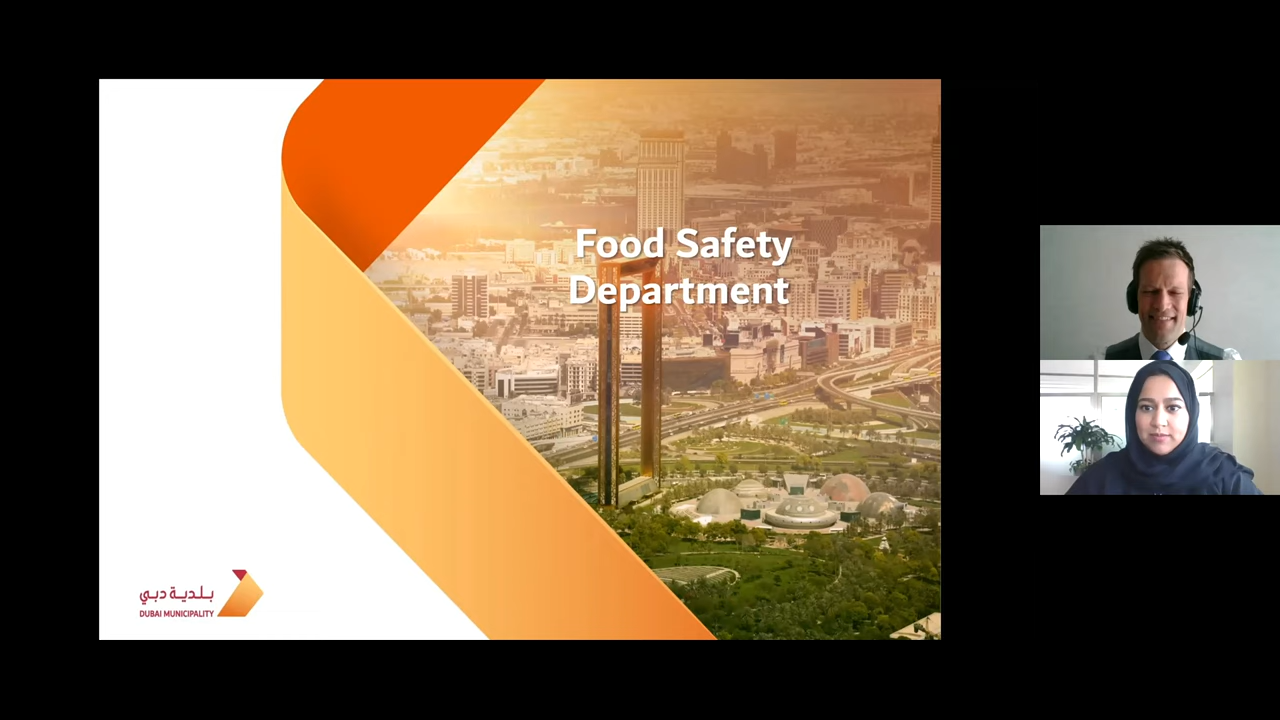 Food Safety
Department
بلدية دبي
DUBAI MUNICIPALITY